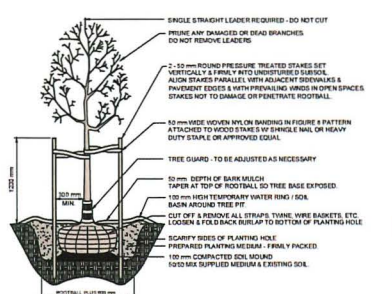 SINGLE STRAIGHT LEADER REQUIRED - DO NOT CUT
PRUNE ANY DAMAGED OR DEAD BRANCHES
DO NOT REMOVE LEADERS
2 - 50 mm ROUND PRESSURE TREATED STAKES SET
VERTICALLY & FIRMLY INTO UNDISTURBED SUBSOIL.
ALIGN STAKES PARALLEL WITH ADJACENT SIDEWALKS &
PAVEMENT EDGES & WITH PREVAILING WINDS IN OPEN SPACES.
STAKES NOT TO DAMAGE OR PENETRATE ROOTBALL.
50 mm WIDE WOVEN NYLON BANDING IN FIGURE 8 PATTERN
ATTACHED TO WOOD STAKES W/ SHINGLE NAIL OR HEAVY
DUTY STAPLE OR APPROVED EQUAL
TREE GUARD - TO BE ADJUSTED AS NECESSARY
50 mm DEPTH OF BARK MULCH
TAPER AT TOP OF ROOTBALL SO TREE BASE EXPOSED.
100 mm HIGH TEMPORARY WATER RING / SOIL
BASIN AROUND TREE PIT.
CUT OFF & REMOVE ALL STRAPS, TWINE, WIRE BASKETS, ETC.
LOOSEN & FOLD BACK BURLAP TO BOTTOM OF PLANTING HOLE
SCARIFY SIDES OF PLANTING HOLE
PREPARED PLANTING MEDIUM - FIRMLY PACKED.
100 mm COMPACTED SOIL MOUND
50/50 MIX SUPPLIED MEDIUM & EXISTING SOIL.
1220 mm
300 mm
MIN.
ROOTBALL PLUS mm